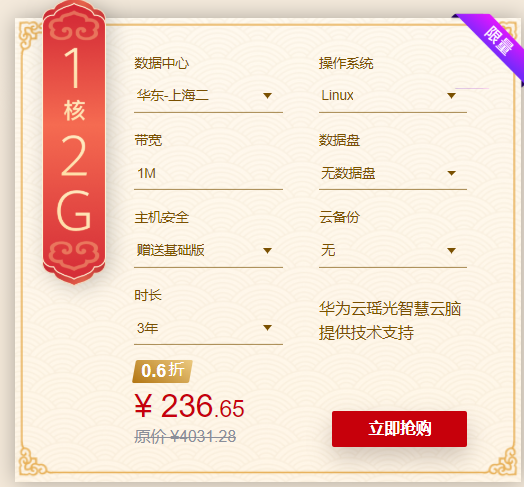 1
核
2
G
限量
数据中心
操作系统
华东-上海二
Linux
带宽
数据盘
1M
无数据盘
主机安全
云备份
赠送基础版
无
时长
3年
华为云瑶光智慧云脑
提供技术支持
0.6折
¥ 236.65
原价 ¥4031.28
立即抢购